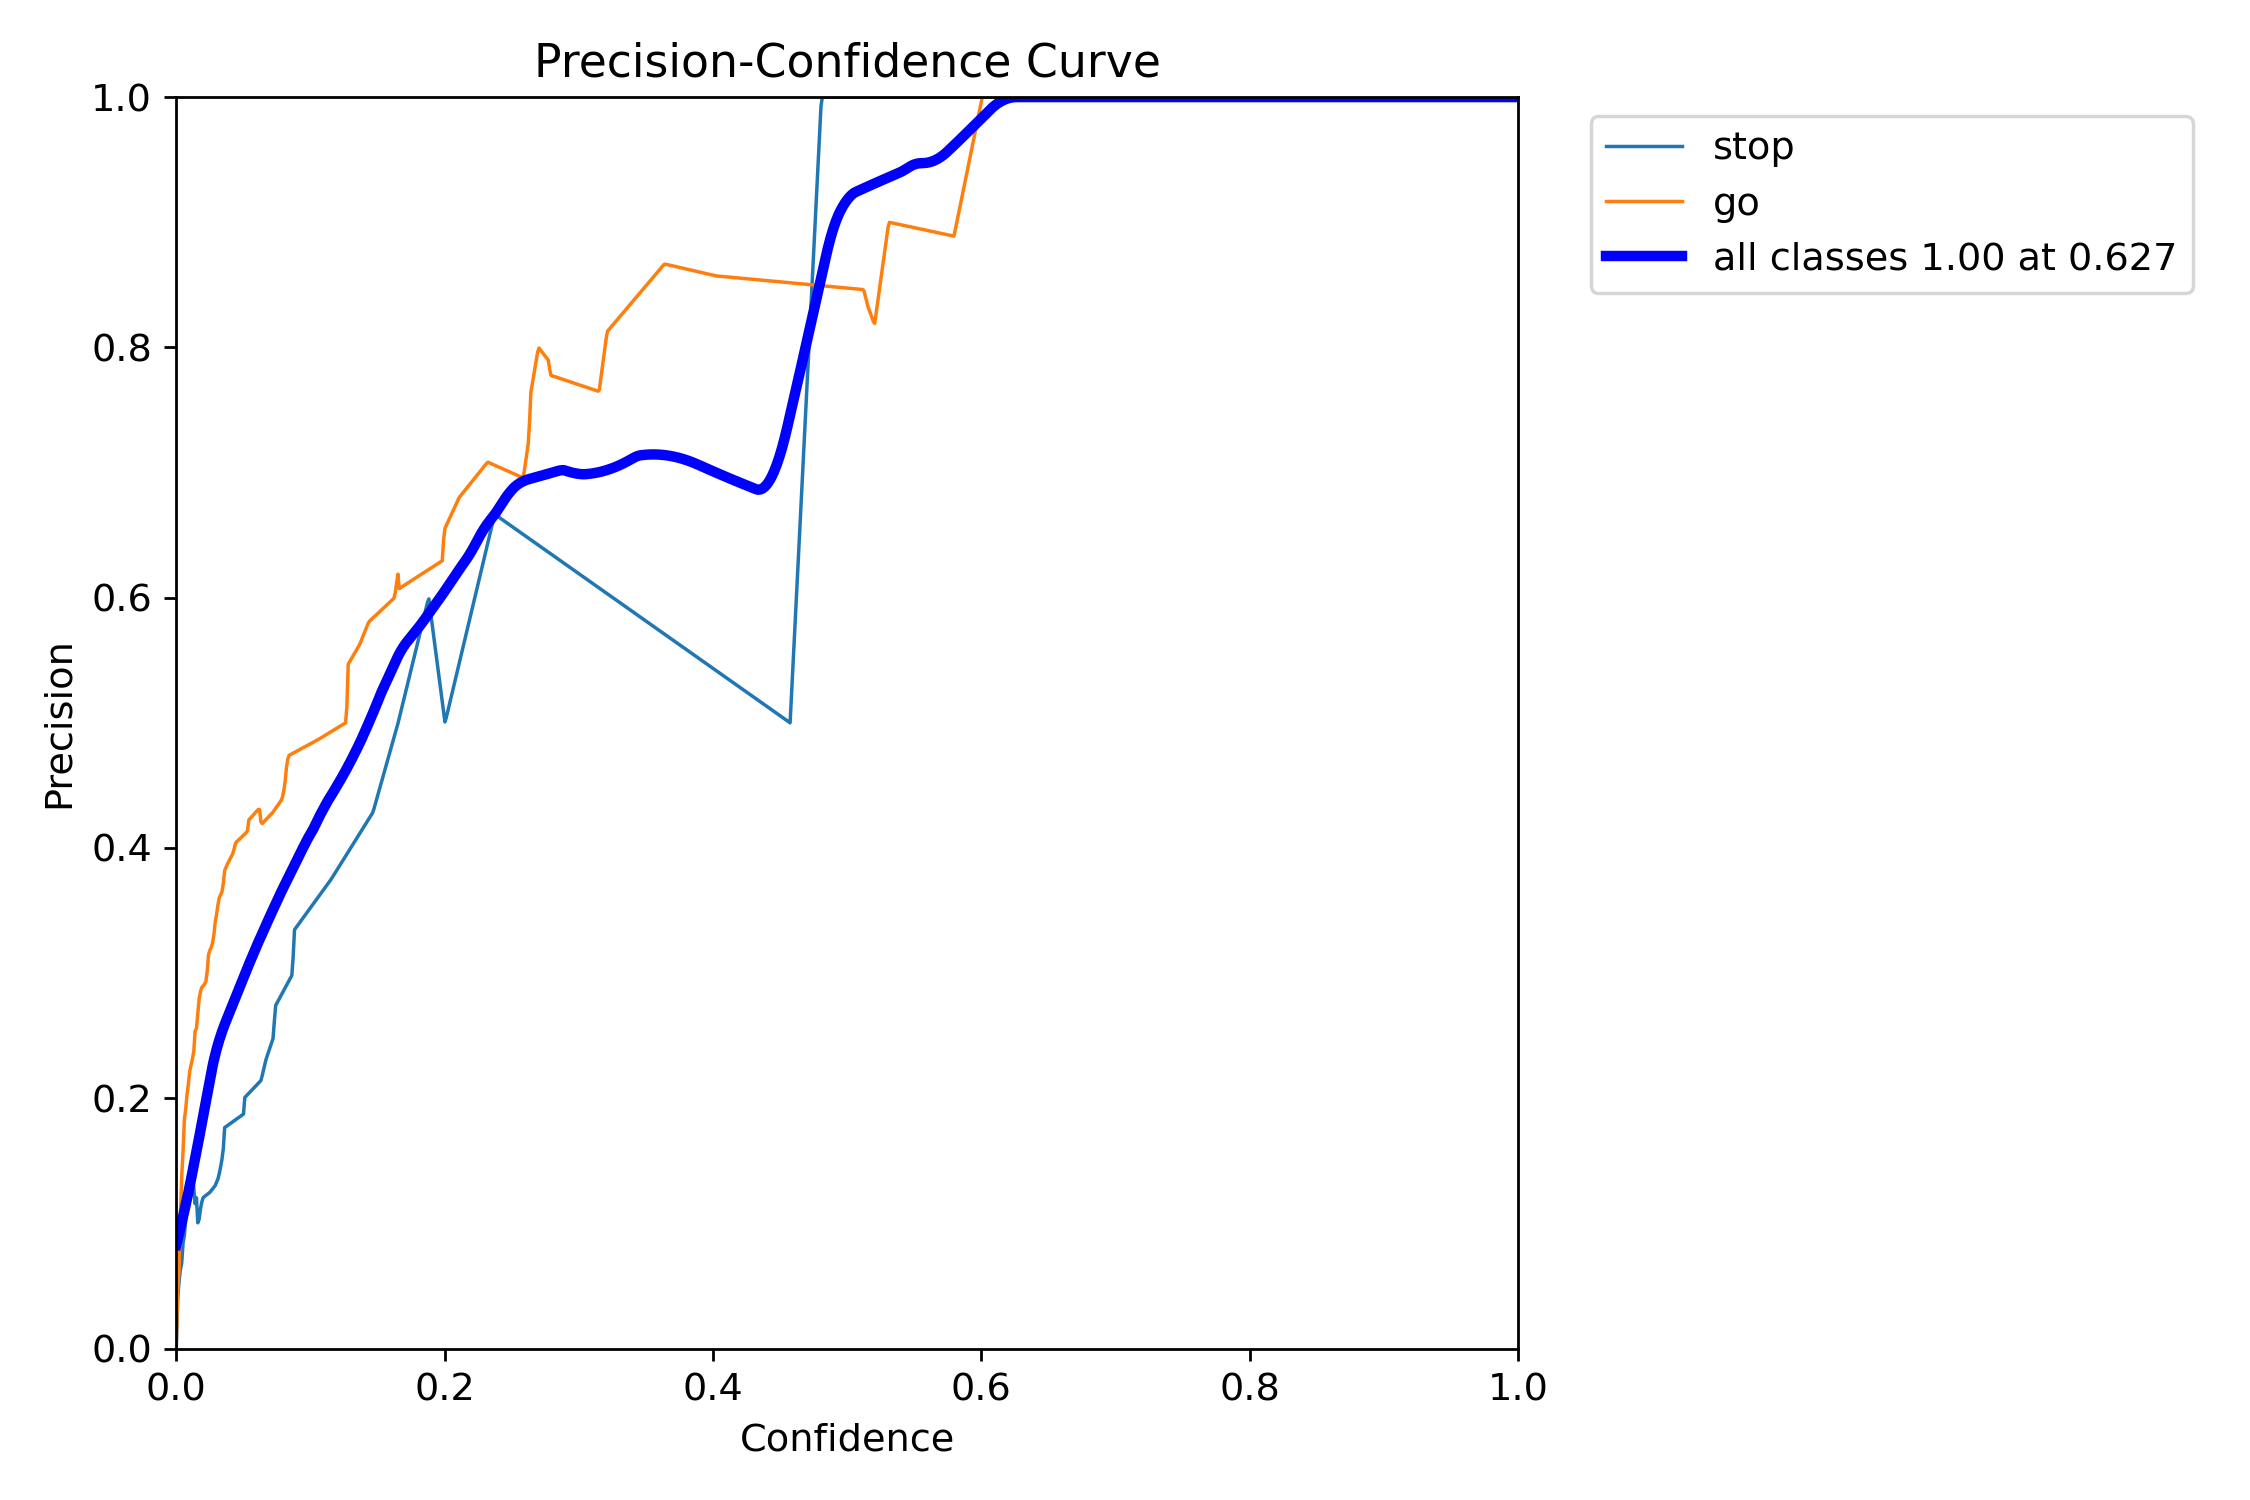 Precision-Confidence Curve
1.0
0.8
0.6
0.4
0.2
0.0
Precision
0.0 0.2 0.4 0.6 0.8 1.0
Confidence
stop
go
all classes 1.00 at 0.627